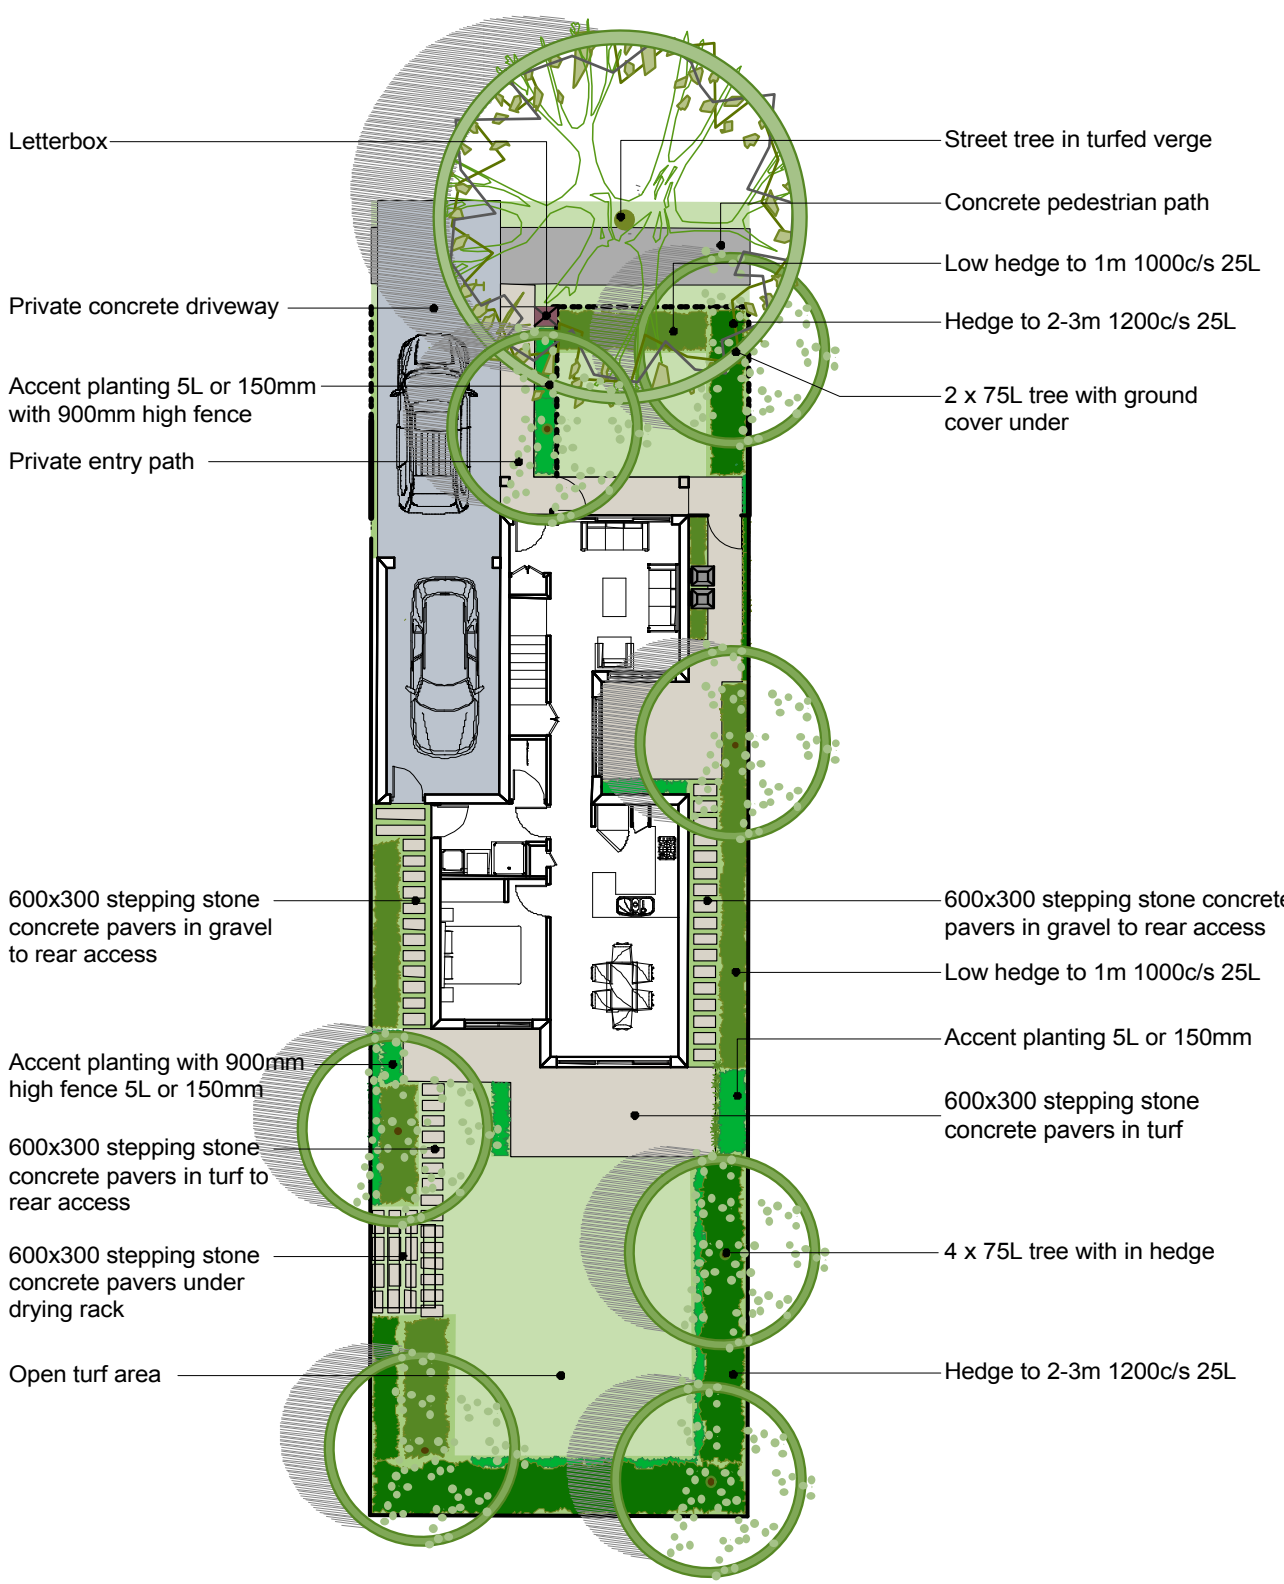 Letterbox
Private concrete driveway
Accent planting 5L or 150mm
with 900mm high fence
Private entry path
600x300 stepping stone
concrete pavers in gravel
to rear access
Accent planting with 900mm
high fence 5L or 150mm
600x300 stepping stone
concrete pavers in turf to
rear access
600x300 stepping stone
concrete pavers under
drying rack
Open turf area
Street tree in turfed verge
Concrete pedestrian path
Low hedge to 1m 1000c/s 25L
Hedge to 2-3m 1200c/s 25L
2 x 75L tree with ground
cover under
600x300 stepping stone concrete
pavers in gravel to rear access
Low hedge to 1m 1000c/s 25L
Accent planting 5L or 150mm
600x300 stepping stone
concrete pavers in turf
4 x 75L tree with in hedge
Hedge to 2-3m 1200c/s 25L